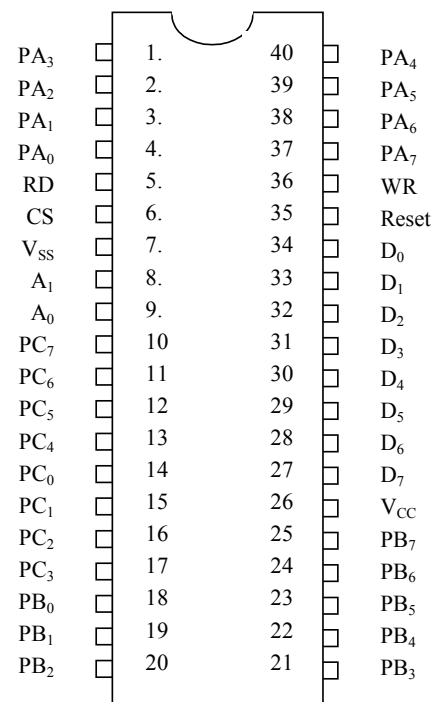 PA₃ 1. 40 PA₄
PA₂ 2. 39 PA₅
PA₁ 3. 38 PA₆
PA₀ 4. 37 PA₇
RD 5. 36 WR
CS 6. 35 Reset
V_SS 7. 34 D₀
A₁ 8. 33 D₁
A₀ 9. 32 D₂
PC₇ 10 31 D₃
PC₆ 11 30 D₄
PC₅ 12 29 D₅
PC₄ 13 28 D₆
PC₀ 14 27 D₇
PC₁ 15 26 V_CC
PC₂ 16 25 PB₇
PC₃ 17 24 PB₆
PB₀ 18 23 PB₅
PB₁ 19 22 PB₄
PB₂ 20 21 PB₃